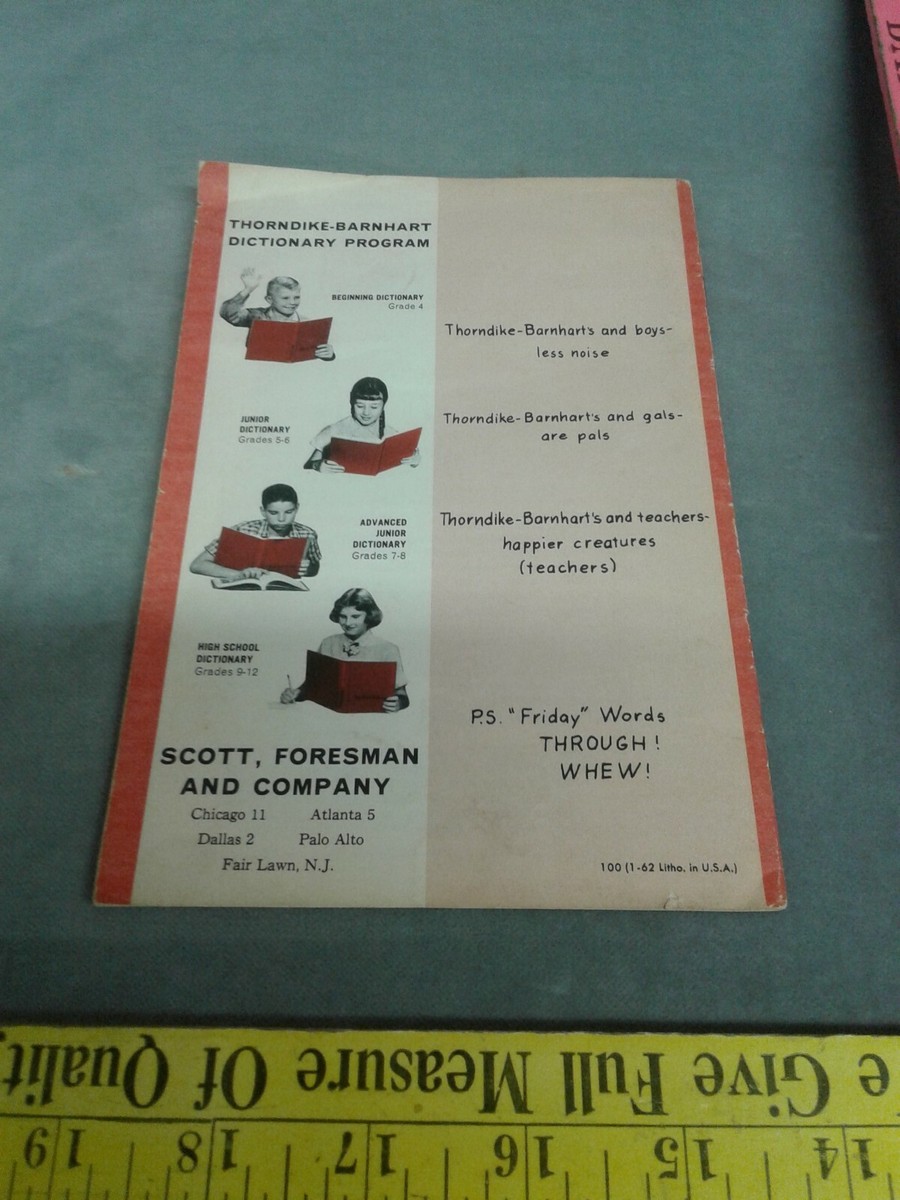 THORNDIKE-BARNHART
DICTIONARY PROGRAM
BEGINNING DICTIONARY
Grade 4
JUNIOR
DICTIONARY
Grades 5-6
ADVANCED
JUNIOR
DICTIONARY
Grades 7-8
HIGH SCHOOL
DICTIONARY
Grades 9-12
SCOTT, FORESMAN
AND COMPANY
Chicago 11 Atlanta 5
Dallas 2 Palo Alto
Fair Lawn, N.J.
Thorndike-Barnhart's and boys-
less noise
Thorndike-Barnhart's and gals-
are pals
Thorndike-Barnhart's and teachers-
happier creatures
(teachers)
P.S. "Friday" Words
THROUGH!
WHEW!
100 (1-62 Litho. in U.S.A.)
e Give Full Measure Of Qualit
14 15 16 17 18 19